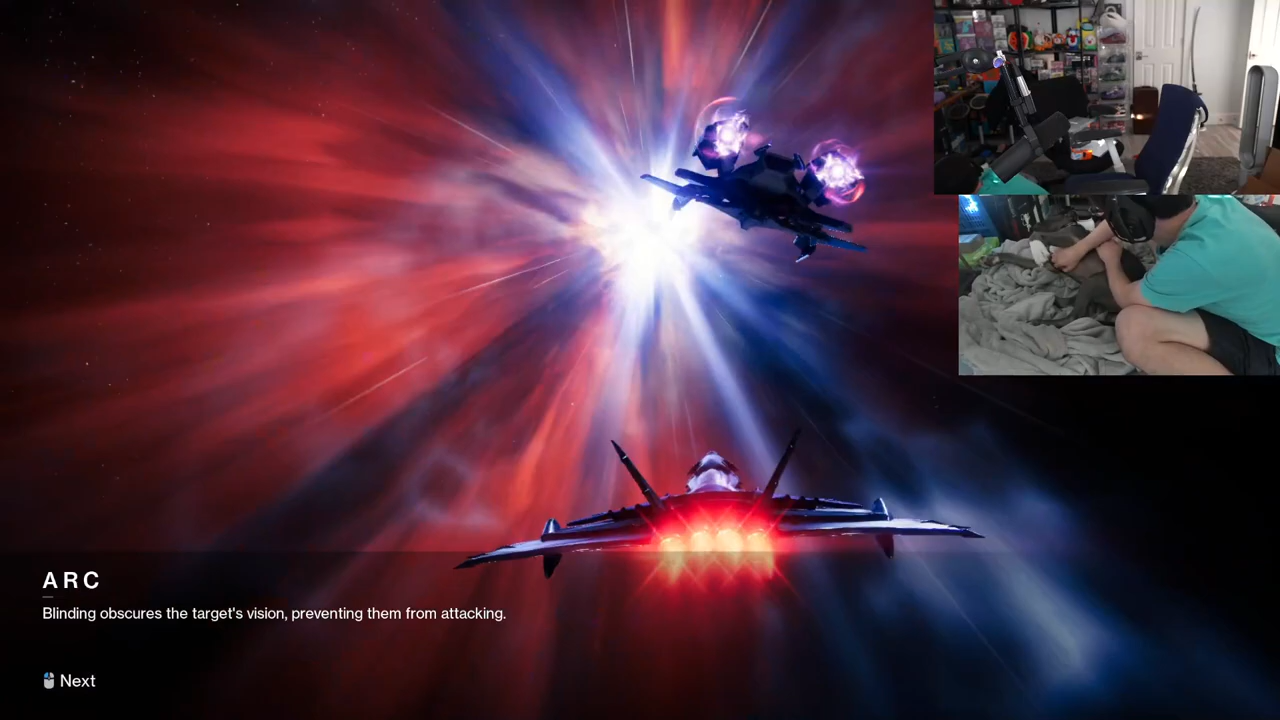 ARC
Blinding obscures the target's vision, preventing them from attacking.
Next